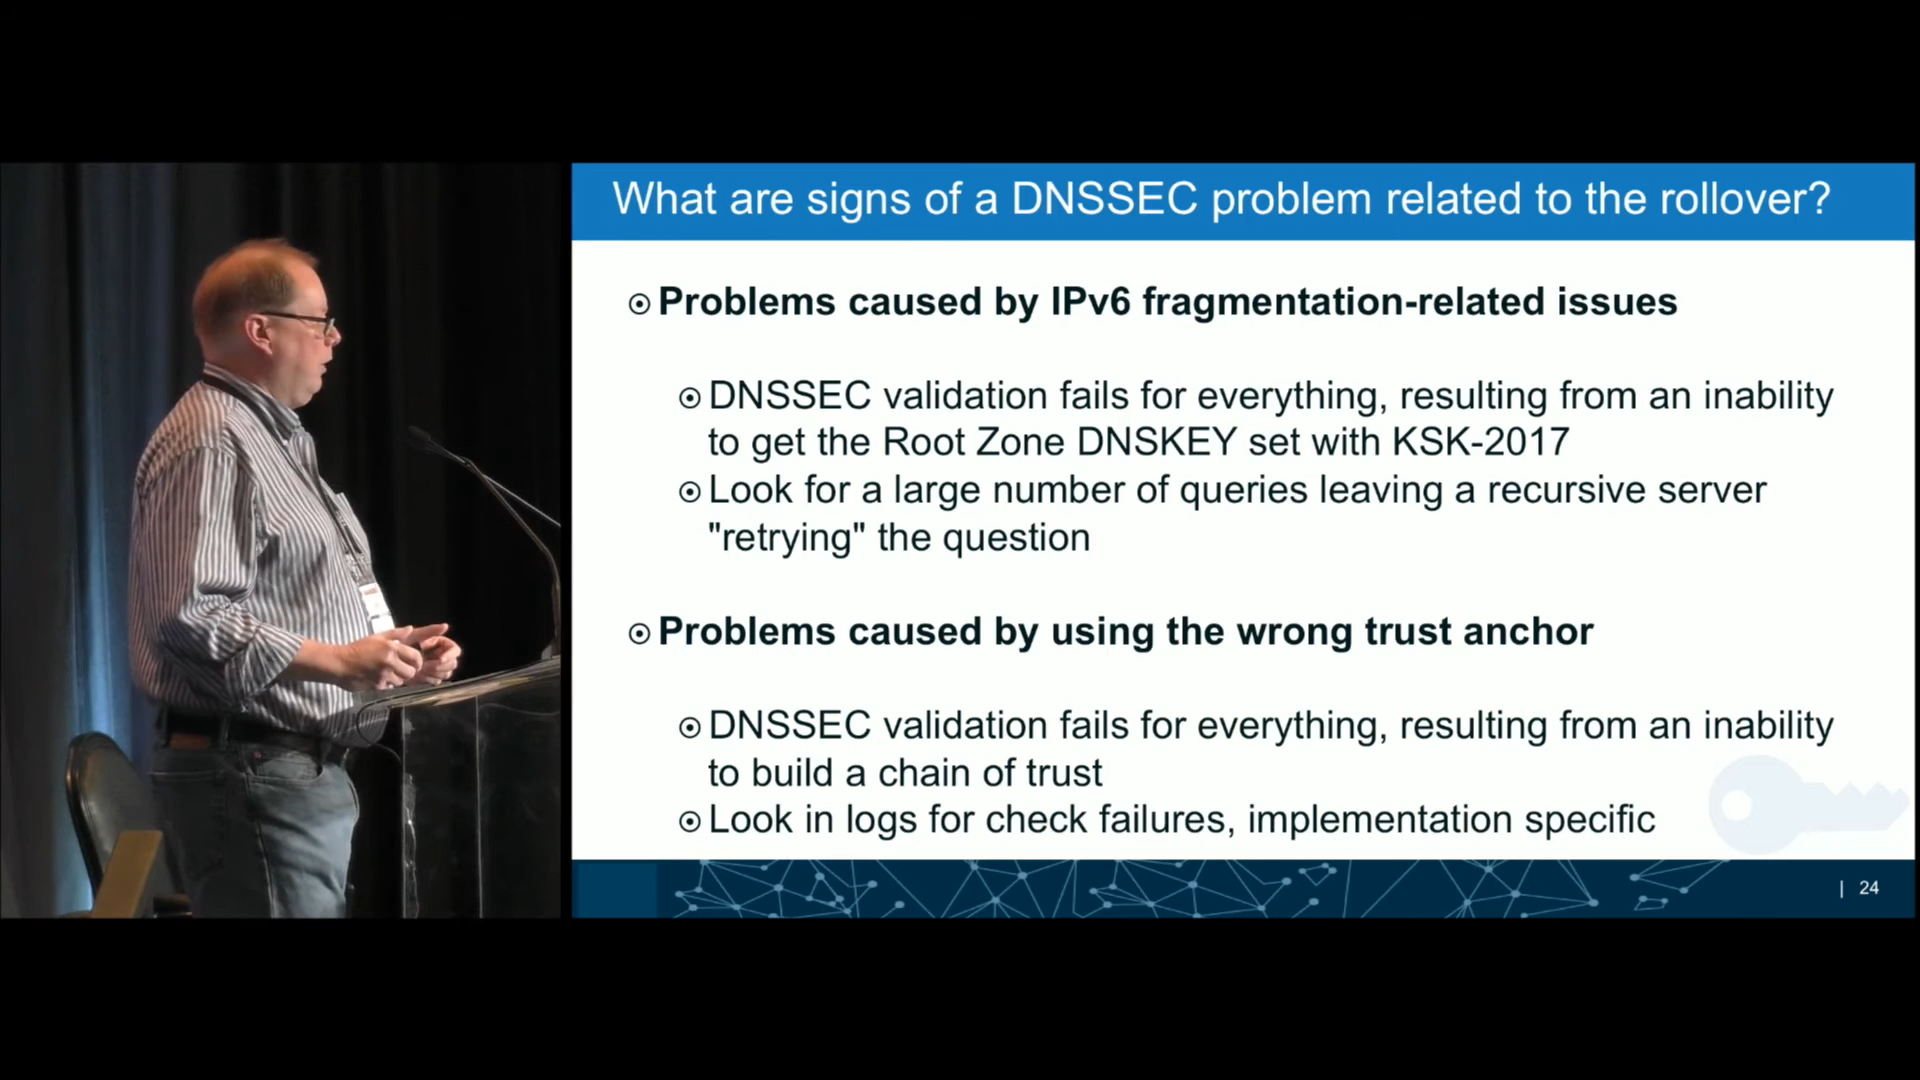 What are signs of a DNSSEC problem related to the rollover?
Problems caused by IPv6 fragmentation-related issues
DNSSEC validation fails for everything, resulting from an inability
to get the Root Zone DNSKEY set with KSK-2017
Look for a large number of queries leaving a recursive server
"retrying" the question
Problems caused by using the wrong trust anchor
DNSSEC validation fails for everything, resulting from an inability
to build a chain of trust
Look in logs for check failures, implementation specific
| 24